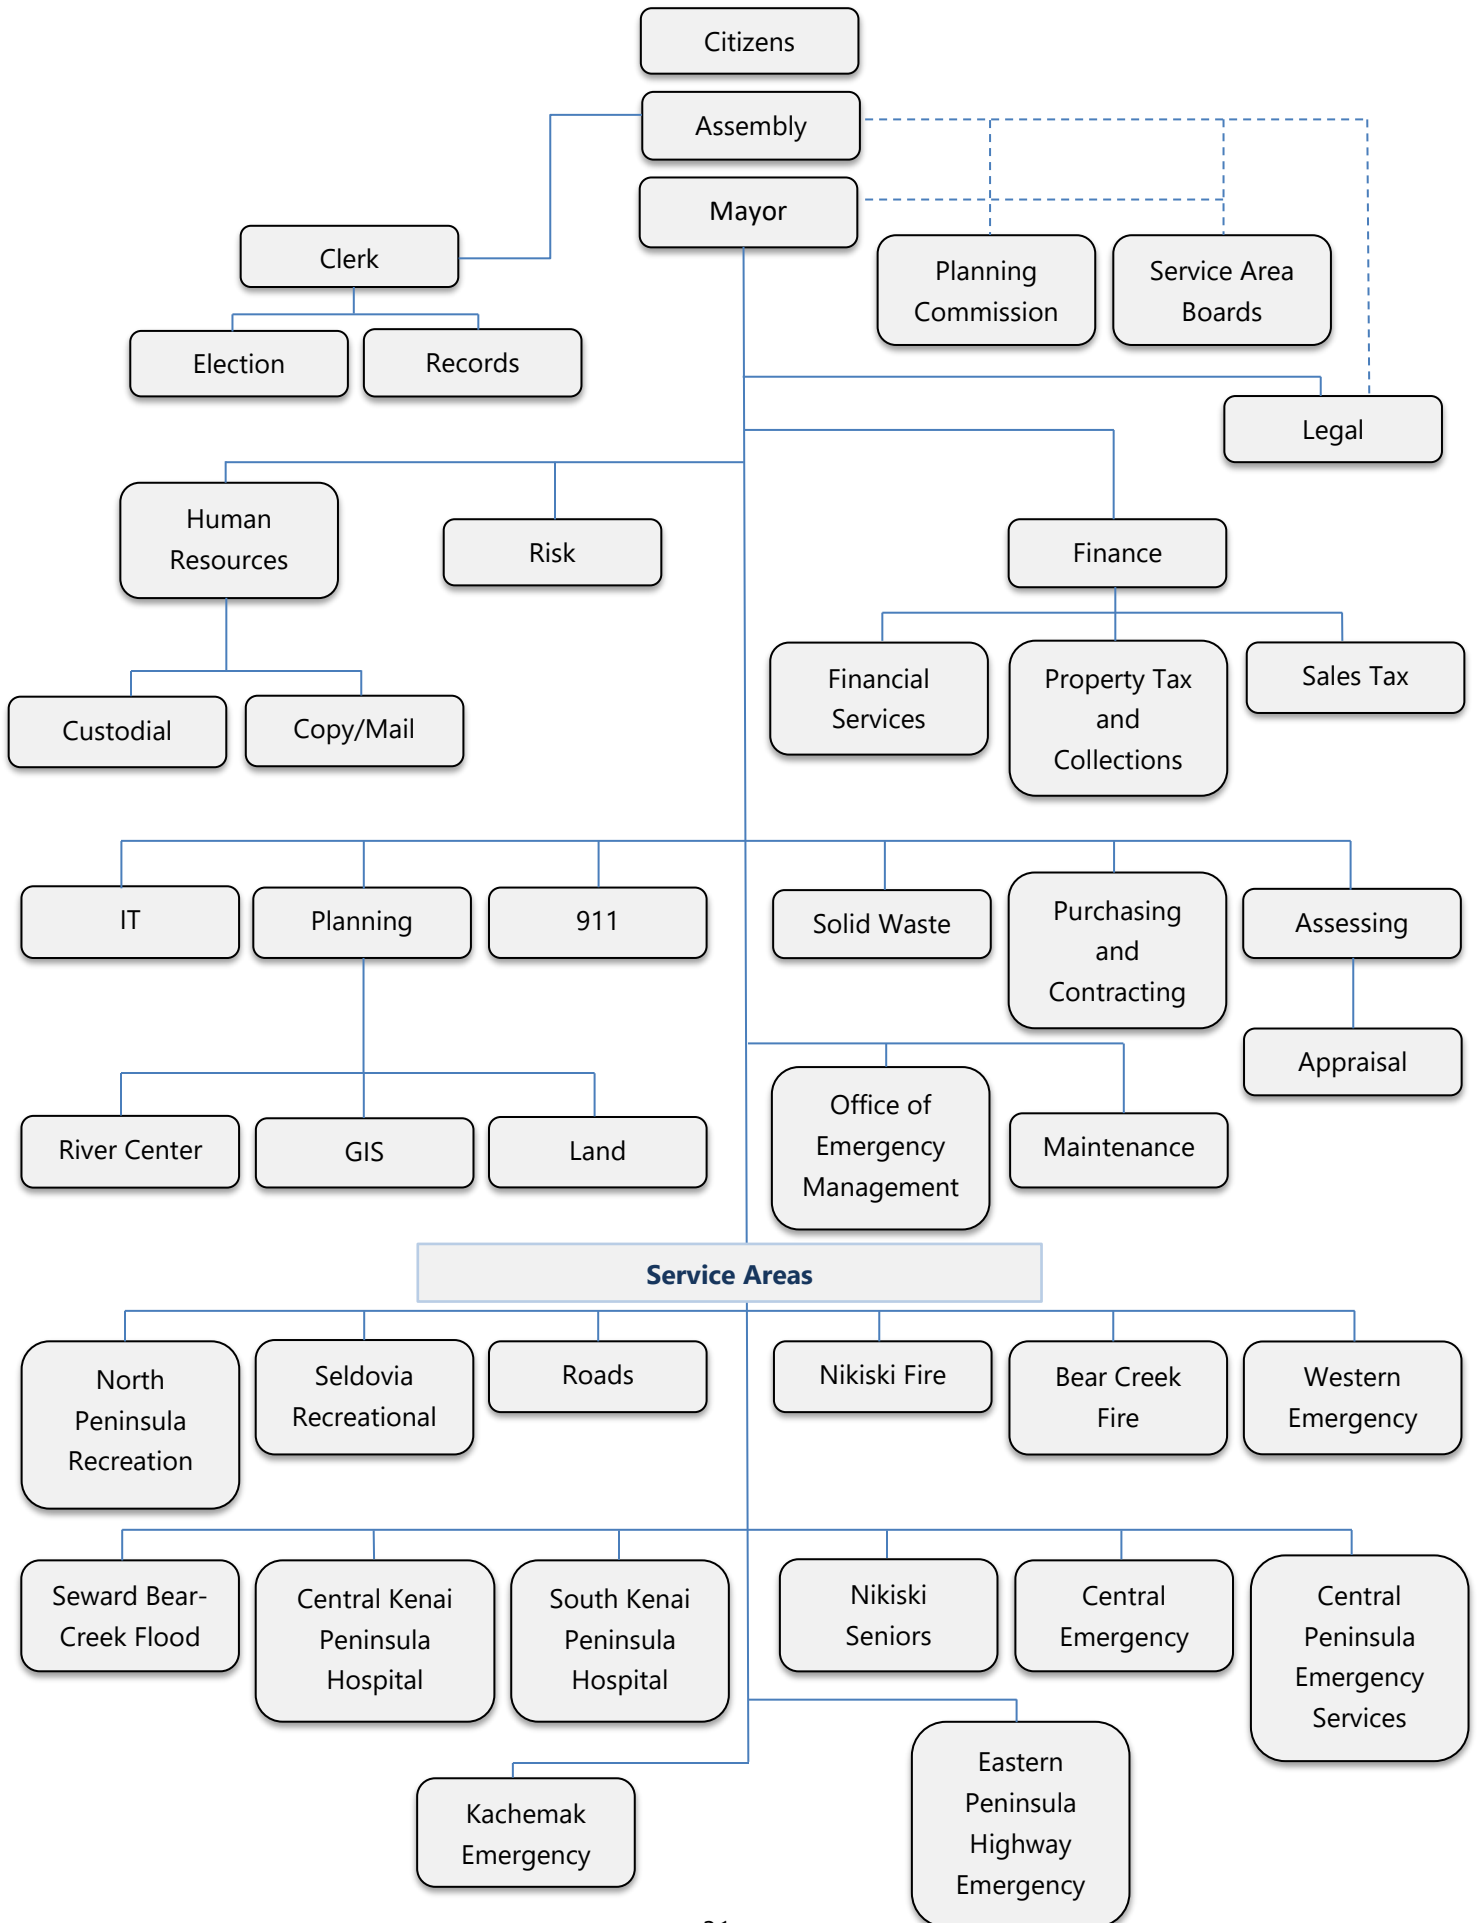 Citizens
Assembly
Mayor
Clerk
Planning
Commission
Service Area
Boards
Election
Records
Legal
Human
Resources
Risk
Finance
Financial
Services
Property Tax
and
Collections
Sales Tax
Custodial
Copy/Mail
IT
Planning
911
Solid Waste
Purchasing
and
Contracting
Assessing
Appraisal
River Center
GIS
Land
Office of
Emergency
Management
Maintenance
Service Areas
North
Peninsula
Recreation
Seldovia
Recreational
Roads
Nikiski Fire
Bear Creek
Fire
Western
Emergency
Seward Bear-
Creek Flood
Central Kenai
Peninsula
Hospital
South Kenai
Peninsula
Hospital
Nikiski
Seniors
Central
Emergency
Central
Peninsula
Emergency
Services
Kachemak
Emergency
Eastern
Peninsula
Highway
Emergency